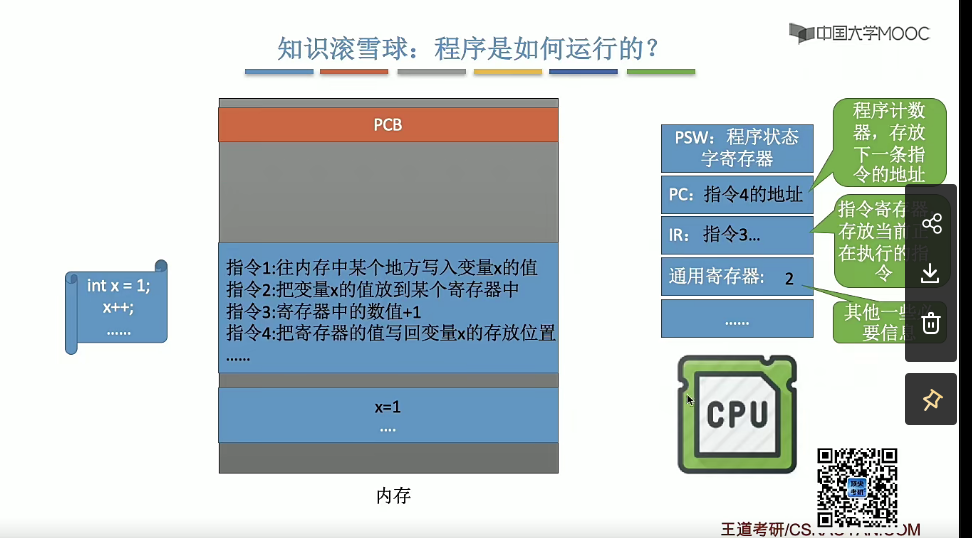 中国大学MOOC
知识滚雪球：程序是如何运行的？
PCB
指令1:往内存中某个地方写入变量x的值
指令2:把变量x的值放到某个寄存器中
指令3:寄存器中的数值+1
指令4:把寄存器的值写回变量x的存放位置
......
x=1
....
内存
int x = 1;
x++;
......
PSW：程序状态
字寄存器
PC：指令4的地址
IR：指令3...
通用寄存器： 2
......
程序计数
器，存放
下一条指
令的地址
指令寄存器
存放当前正
在执行的指
令
其他一些
要信息
CPU
王道考研/CSKAOYAN.COM